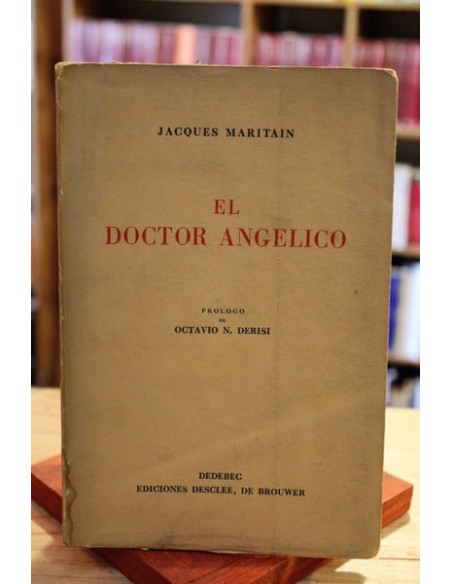 JACQUES MARITAIN
EL
DOCTOR ANGELICO
PROLOGO
DE
OCTAVIO N. DERISI
DEDEBEC
EDICIONES DESCLEE, DE BROUWER